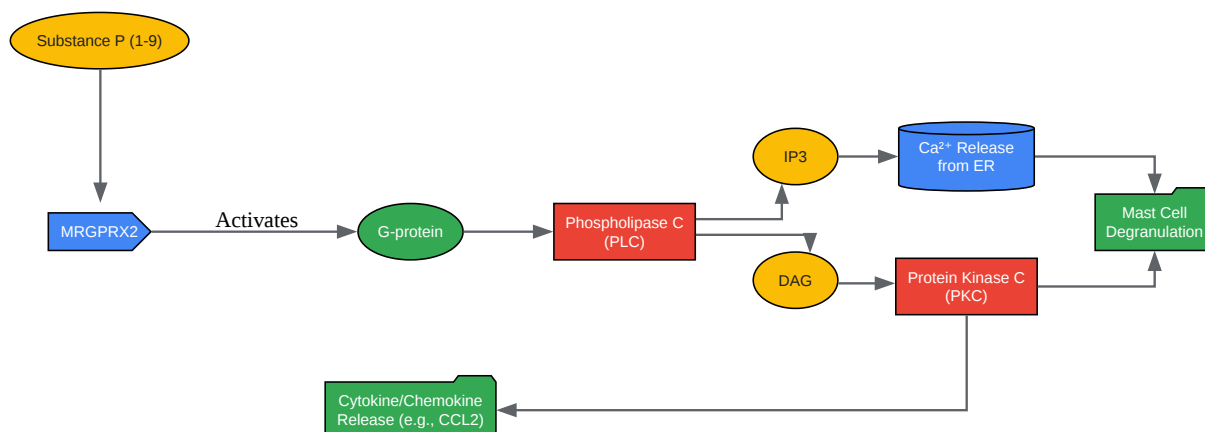 Substance P (1-9)
MRGPRX2
Activates
G-protein
Phospholipase C
(PLC)
IP3
DAG
Ca²⁺ Release
from ER
Protein Kinase C
(PKC)
Mast Cell
Degranulation
Cytokine/Chemokine
Release (e.g., CCL2)